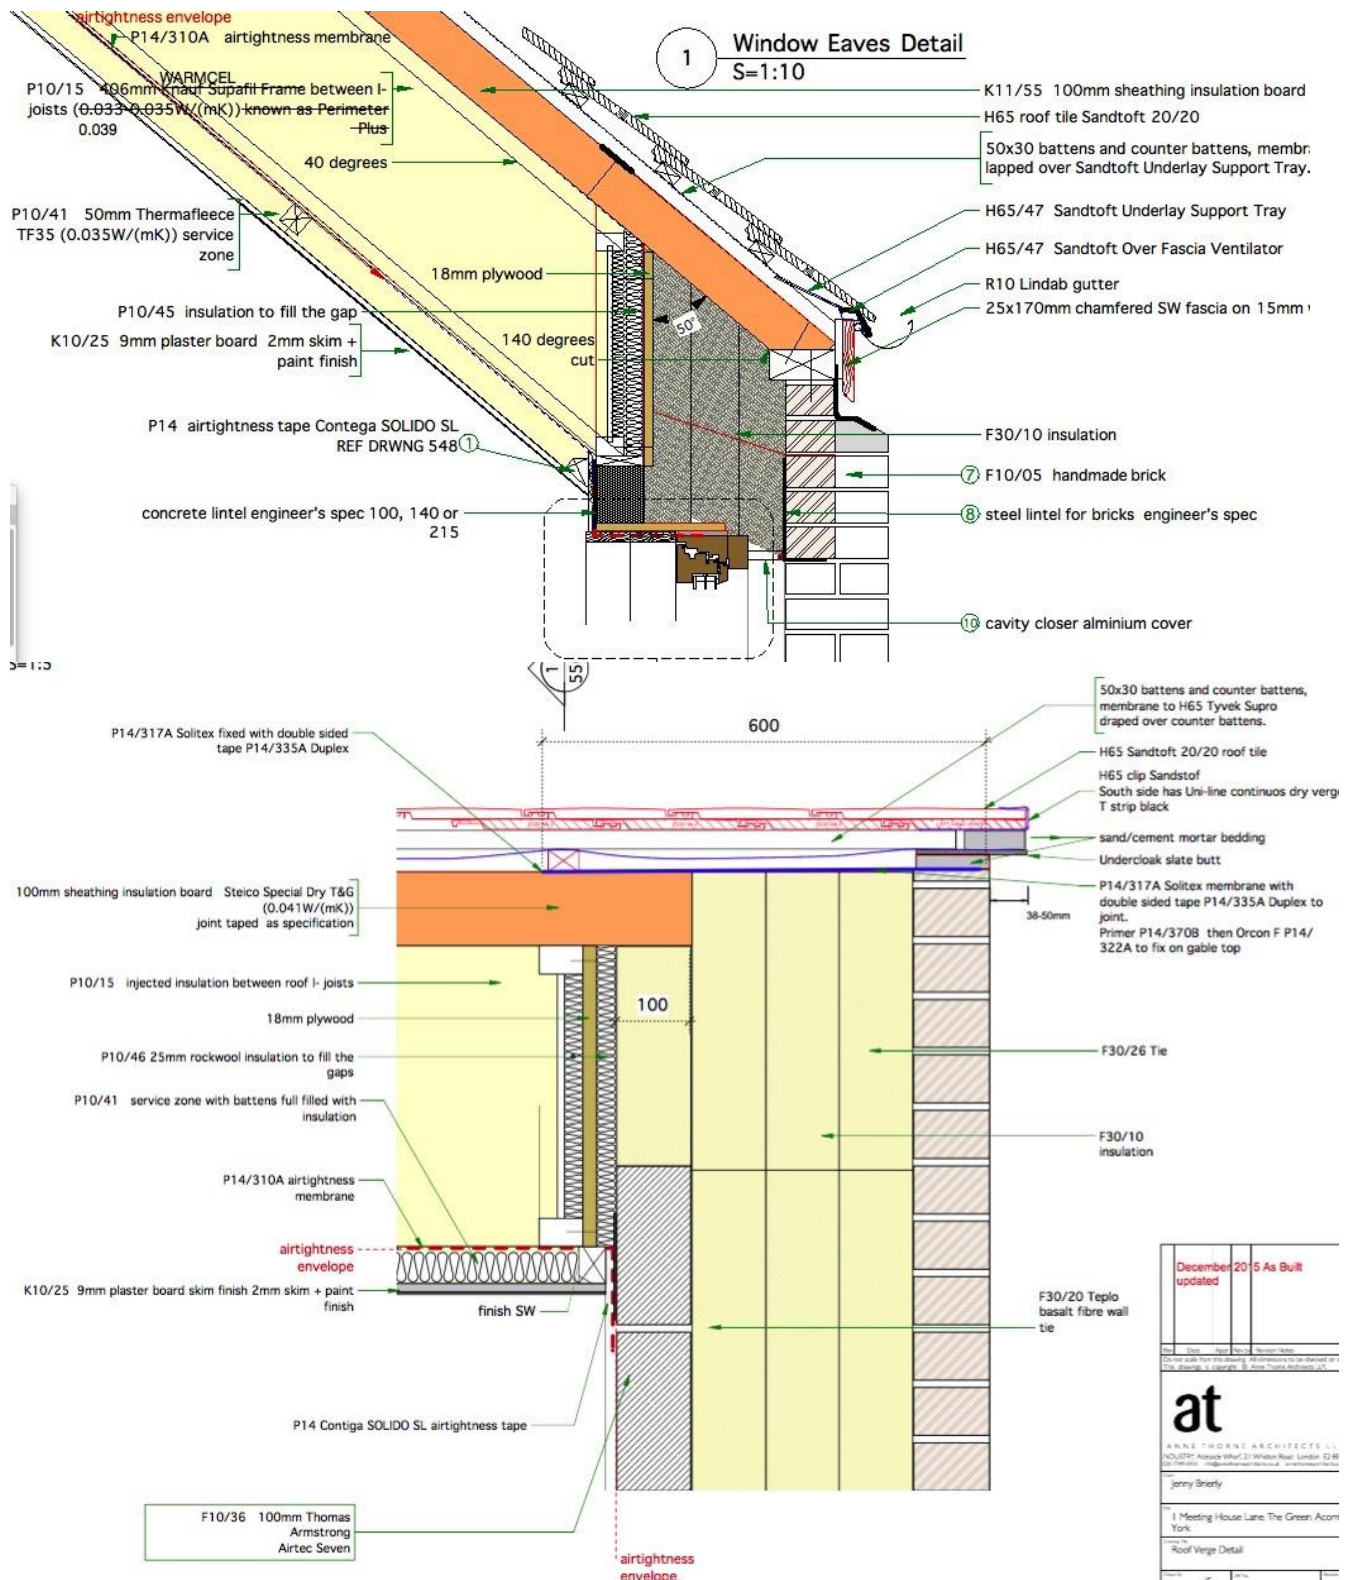 airtightness envelope
P14/310A airtightness membrane
WARMCEL
P10/15 406mm Knauf Supafil Frame between I-
joists (0.033-0.035W/(mK)) known as Perimeter
Plus
0.039
40 degrees
P10/41 50mm Thermafleece
TF35 (0.035W/(mK)) service
zone
18mm plywood
P10/45 insulation to fill the gap
K10/25 9mm plaster board 2mm skim +
paint finish
140 degrees
cut
50°
P14 airtightness tape Contega SOLIDO SL
REF DRWNG 548
1
concrete lintel engineer's spec 100, 140 or
215
1
Window Eaves Detail
S=1:10
K11/55 100mm sheathing insulation board
H65 roof tile Sandtoft 20/20
50x30 battens and counter battens, membra
lapped over Sandtoft Underlay Support Tray.
H65/47 Sandtoft Underlay Support Tray
H65/47 Sandtoft Over Fascia Ventilator
R10 Lindab gutter
25x170mm chamfered SW fascia on 15mm
F30/10 insulation
7 F10/05 handmade brick
8 steel lintel for bricks engineer's spec
10 cavity closer alminium cover
S=1:5
1
55
600
P14/317A Solitex fixed with double sided
tape P14/335A Duplex
100mm sheathing insulation board Steico Special Dry T&G
(0.041W/(mK))
joint taped as specification
P10/15 injected insulation between roof I- joists
18mm plywood
P10/46 25mm rockwool insulation to fill the
gaps
P10/41 service zone with battens full filled with
insulation
P14/310A airtightness
membrane
airtightness
envelope
K10/25 9mm plaster board skim finish 2mm skim + paint
finish
finish SW
P14 Contiga SOLIDO SL airtightness tape
F10/36 100mm Thomas
Armstrong
Airtec Seven
airtightness
envelope
100
50x30 battens and counter battens,
membrane to H65 Tyvek Supro
draped over counter battens.
H65 Sandtoft 20/20 roof tile
H65 clip Sandstof
South side has Uni-line continuos dry verge
T strip black
sand/cement mortar bedding
Undercloak slate butt
P14/317A Solitex membrane with
double sided tape P14/335A Duplex to
joint.
Primer P14/370B then Orcon F P14/
322A to fix on gable top
38-50mm
F30/26 Tie
F30/10
insulation
F30/20 Teplo
basalt fibre wall
tie
December 2015 As Built
updated
at
ANNE THORNE ARCHITECTS LL
Jenny Brierly
1 Meeting House Lane, The Green, Acom
York
Roof Verge Detail